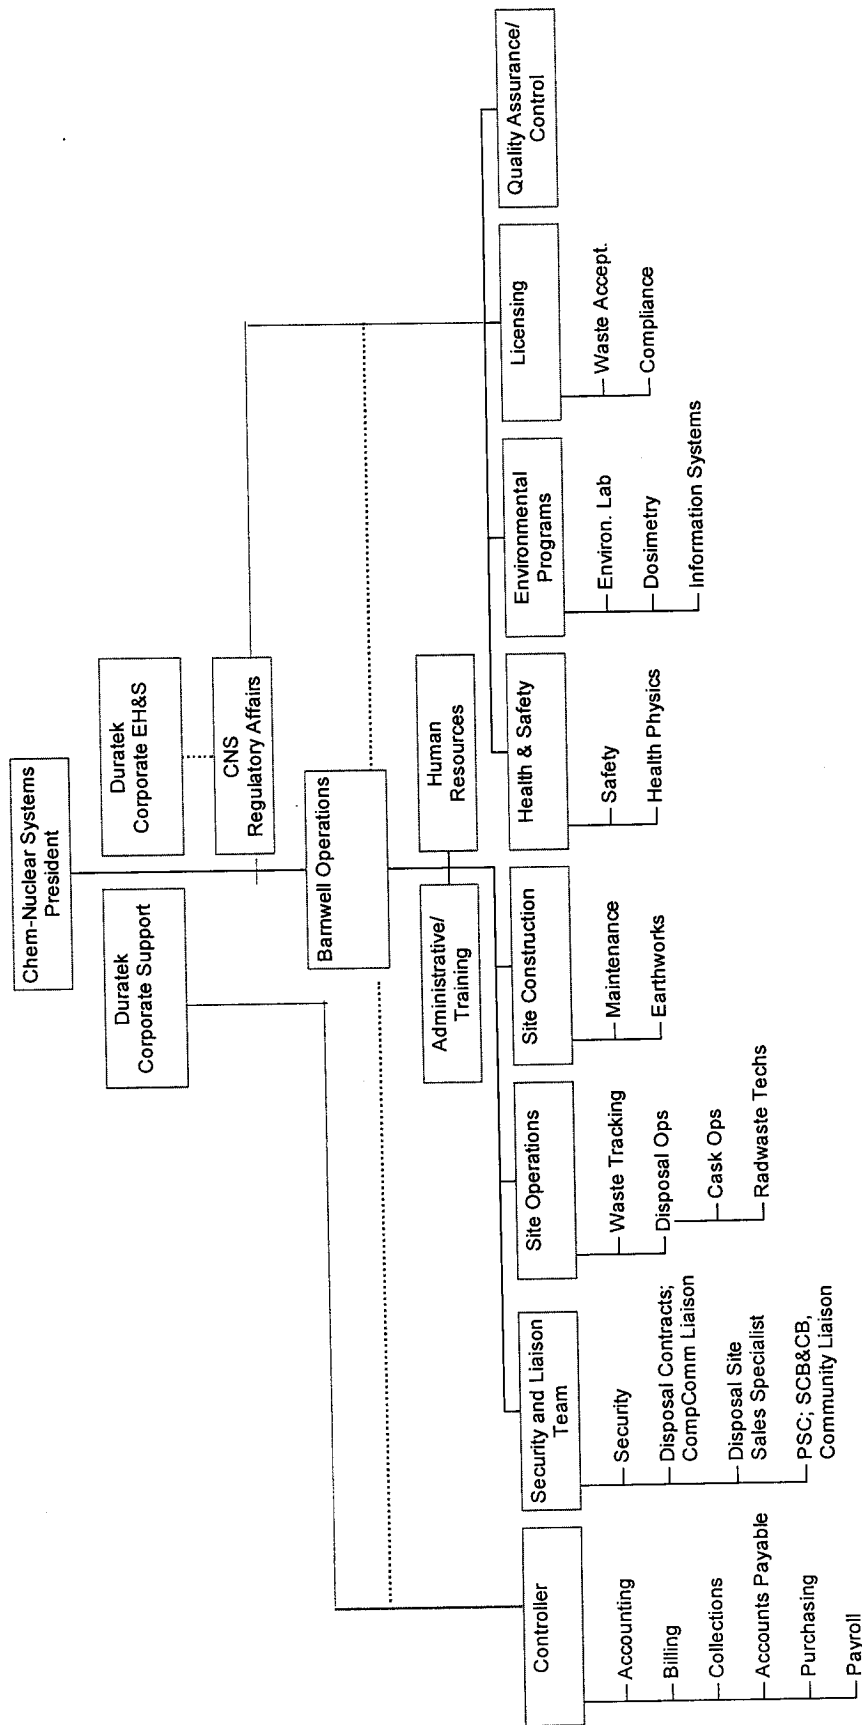 Chem-Nuclear Systems
President
Duratek
Corporate Support
Duratek
Corporate EH&S
CNS
Regulatory Affairs
Barnwell Operations
Administrative/
Training
Human
Resources
Controller
Accounting
Billing
Collections
Accounts Payable
Purchasing
Payroll
Security and Liaison
Team
Security
Disposal Contracts;
CompComm Liaison
Disposal Site
Sales Specialist
PSC; SCB&CB,
Community Liaison
Site Operations
Waste Tracking
Disposal Ops
Cask Ops
Radwaste Techs
Site Construction
Maintenance
Earthworks
Health & Safety
Safety
Health Physics
Environmental
Programs
Environ. Lab
Dosimetry
Information Systems
Licensing
Waste Accept.
Compliance
Quality Assurance/
Control